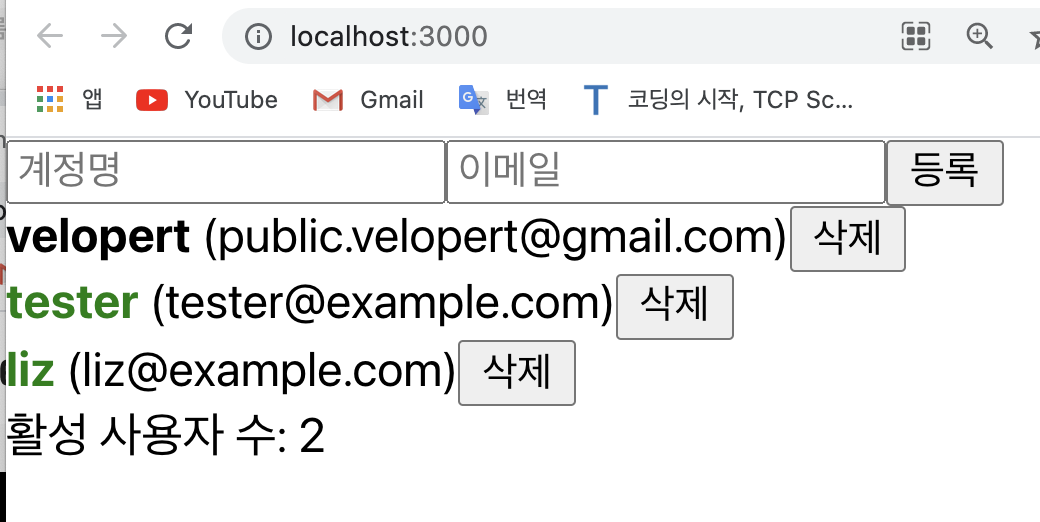 localhost:3000
앱 YouTube Gmail 번역 코딩의 시작, TCP Sc...
계정명 이메일 등록
velopert (public.velopert@gmail.com) 삭제
tester (tester@example.com) 삭제
liz (liz@example.com) 삭제
활성 사용자 수: 2